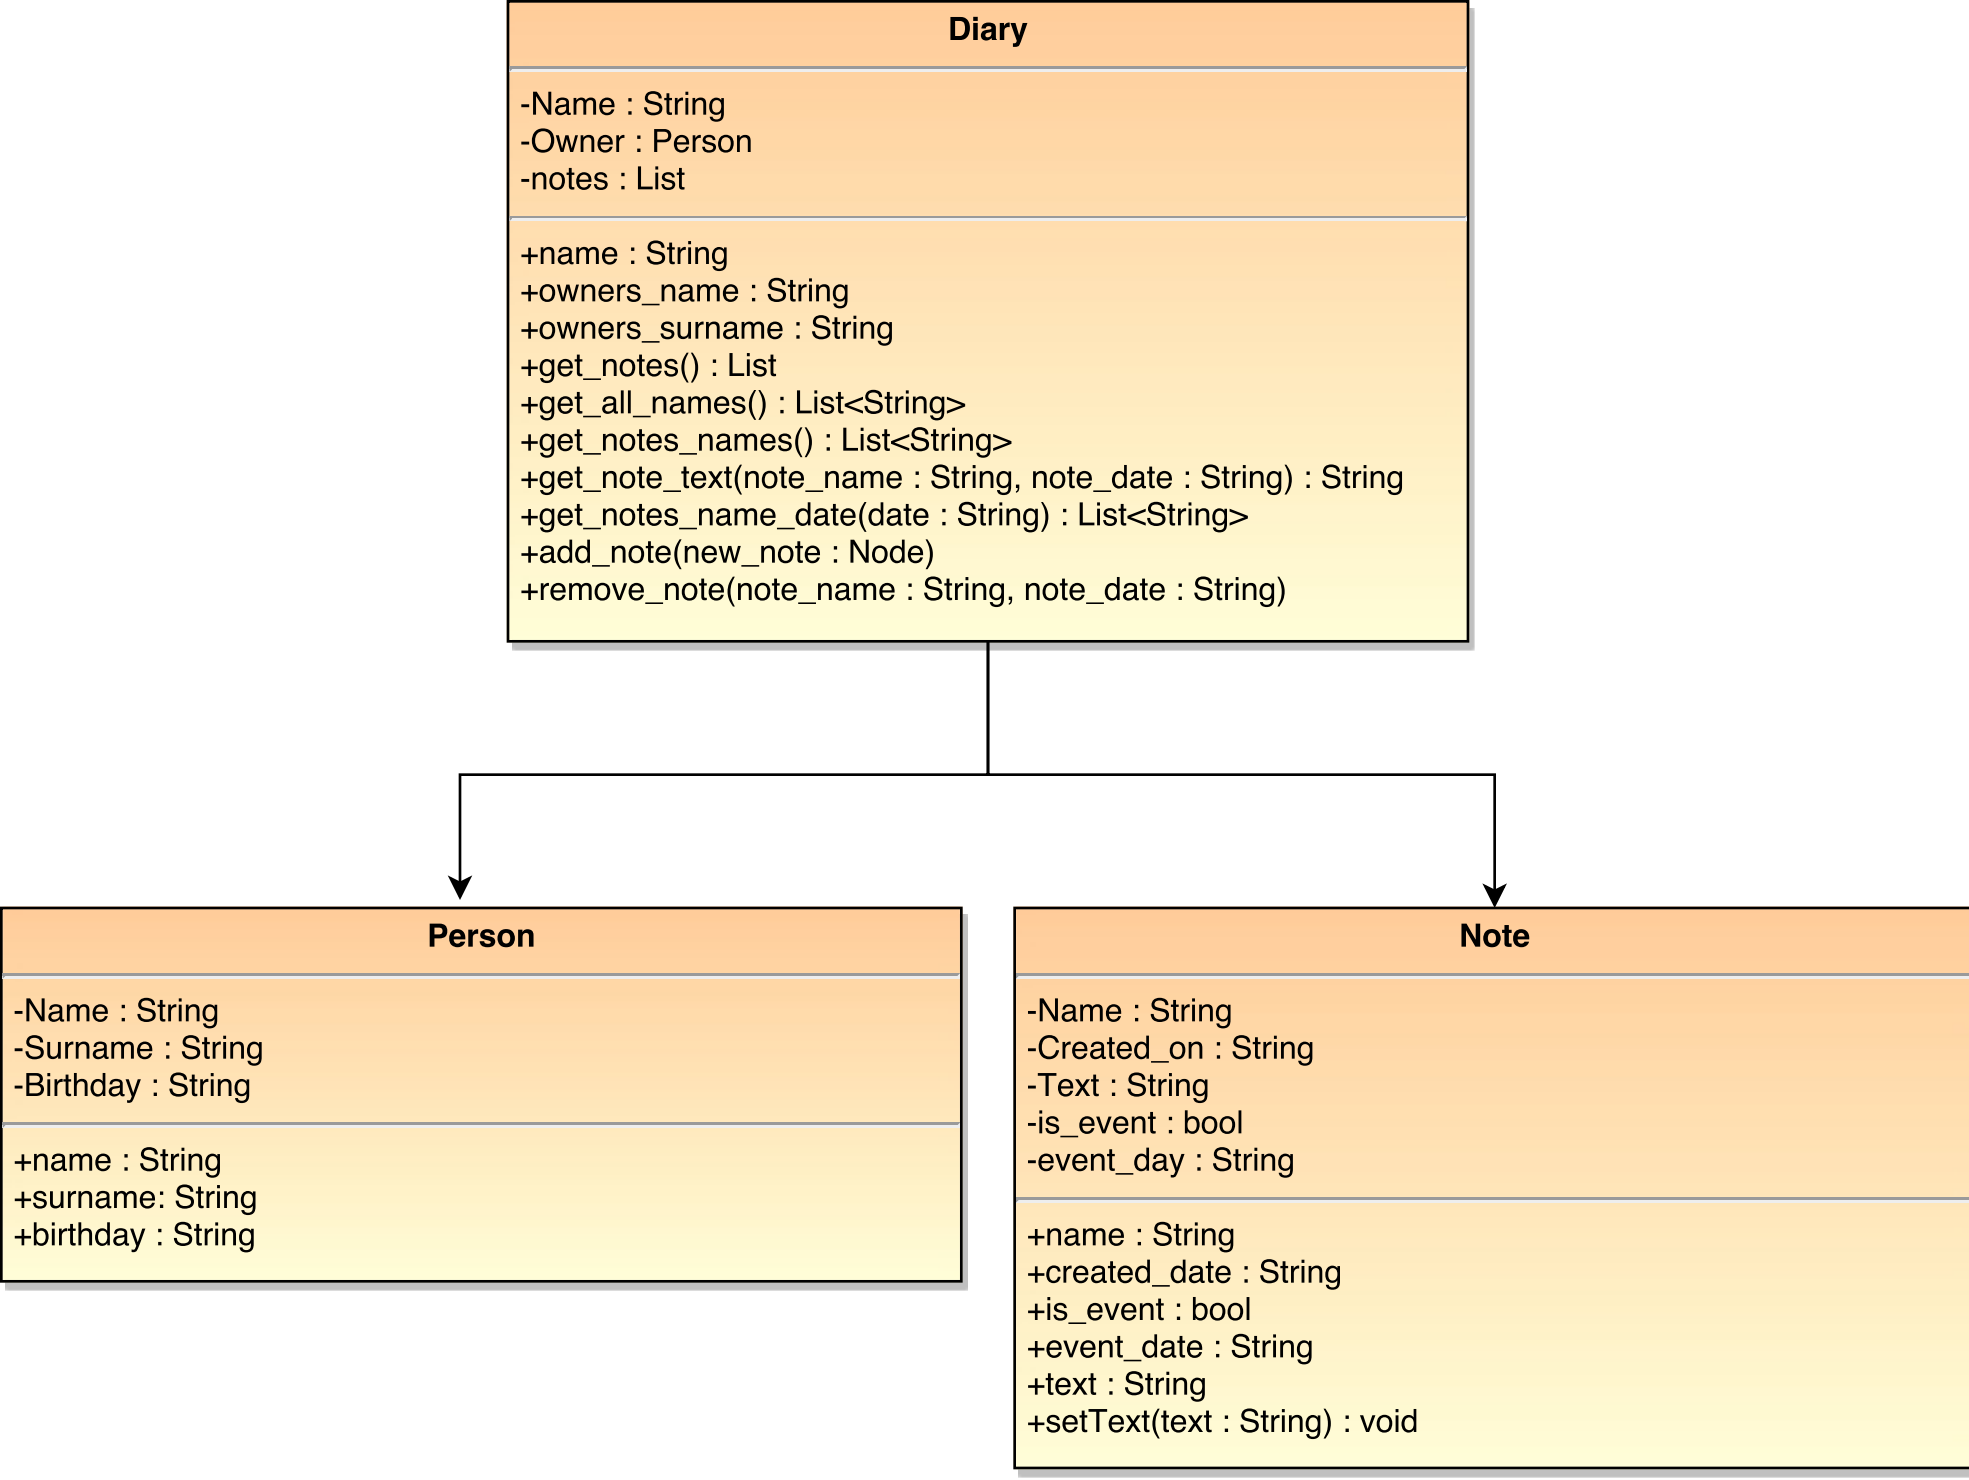 Diary
-Name : String
-Owner : Person
-notes : List
+name : String
+owners_name : String
+owners_surname : String
+get_notes() : List
+get_all_names() : List<String>
+get_notes_names() : List<String>
+get_note_text(note_name : String, note_date : String) : String
+get_notes_name_date(date : String) : List<String>
+add_note(new_note : Node)
+remove_note(note_name : String, note_date : String)
Person
-Name : String
-Surname : String
-Birthday : String
+name : String
+surname: String
+birthday : String
Note
-Name : String
-Created_on : String
-Text : String
-is_event : bool
-event_day : String
+name : String
+created_date : String
+is_event : bool
+event_date : String
+text : String
+setText(text : String) : void